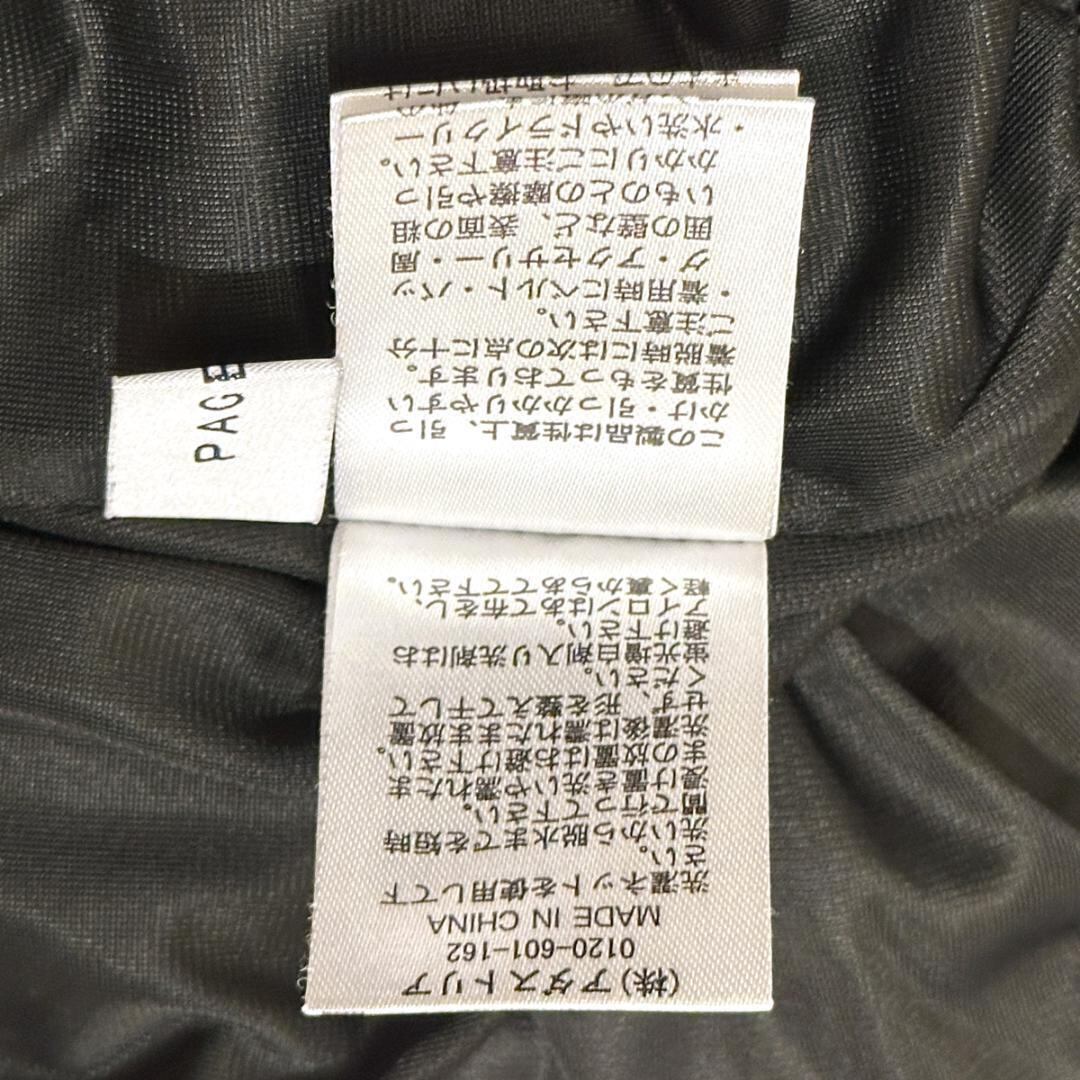 (株)アダストリア
0120-601-162
MADE IN CHINA
洗濯ネットを使用して下
さい。
洗いから脱水までを短時
間で行って下さい。
浸け置き洗いや濡れたま
まの放置はお避け下さい。
洗濯後は濡れたまま放置
せず、形を整えて干して
ください。
蛍光増白剤入り洗剤はお
避け下さい。
アイロンはあて布をし、
軽く裏からあてて下さい。
この製品は性質上、引っ
かけ・引っかかりやすい
性質をもっております。
着脱時には次の点に十分
ご注意下さい。
・着用時にベルト・バッ
グ・アクセサリー・周
囲の壁など、表面の粗
いものとの摩擦や引っ
かかりにご注意下さい。
・水洗いやドライクリー
PAGE